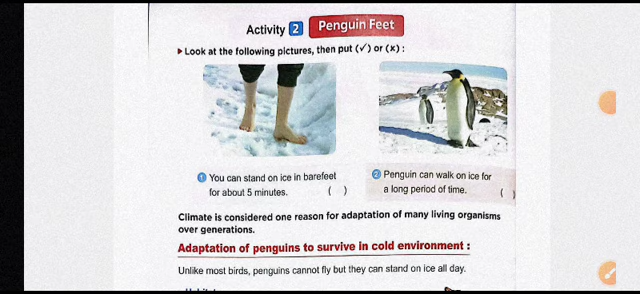 Activity 2 Penguin Feet
▶ Look at the following pictures, then put (✓) or (x) :
1 You can stand on ice in barefeet
for about 5 minutes. ( )
2 Penguin can walk on ice for
a long period of time. ( )
Climate is considered one reason for adaptation of many living organisms
over generations.
Adaptation of penguins to survive in cold environment :
Unlike most birds, penguins cannot fly but they can stand on ice all day.